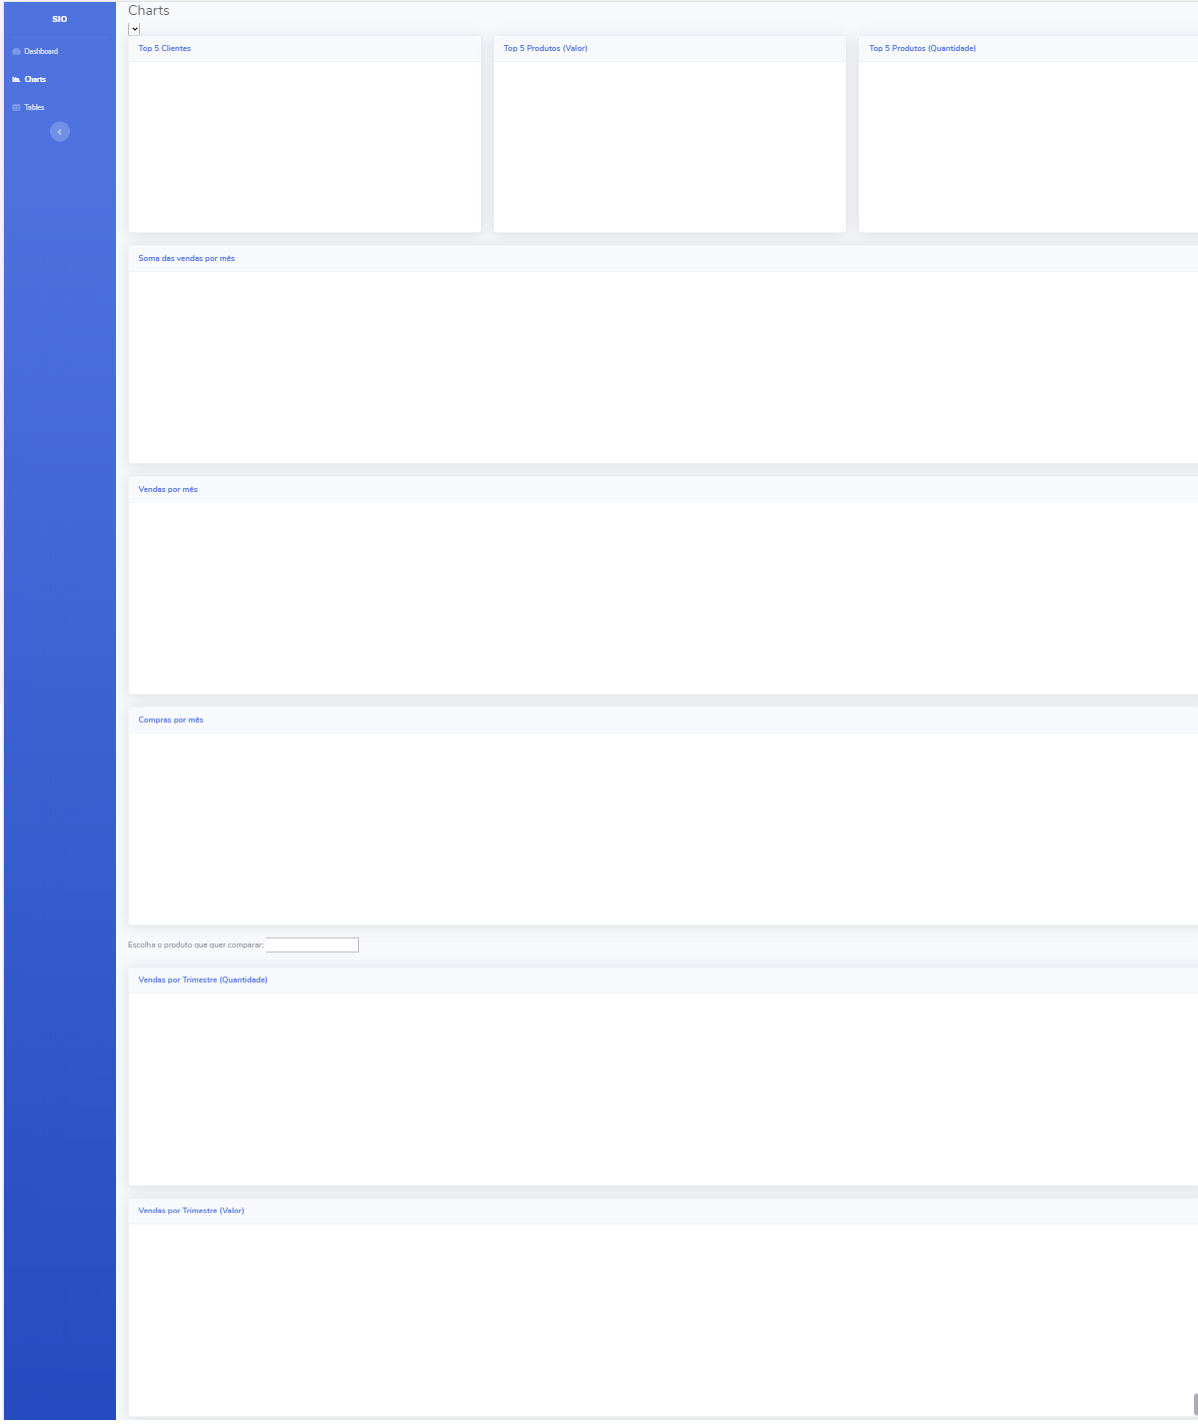 SIO
Dashboard
Charts
Tables
Charts
Top 5 Clientes
Top 5 Produtos (Valor)
Top 5 Produtos (Quantidade)
Soma das vendas por mês
Vendas por mês
Compras por mês
Escolha o produto que quer comparar:
Vendas por Trimestre (Quantidade)
Vendas por Trimestre (Valor)